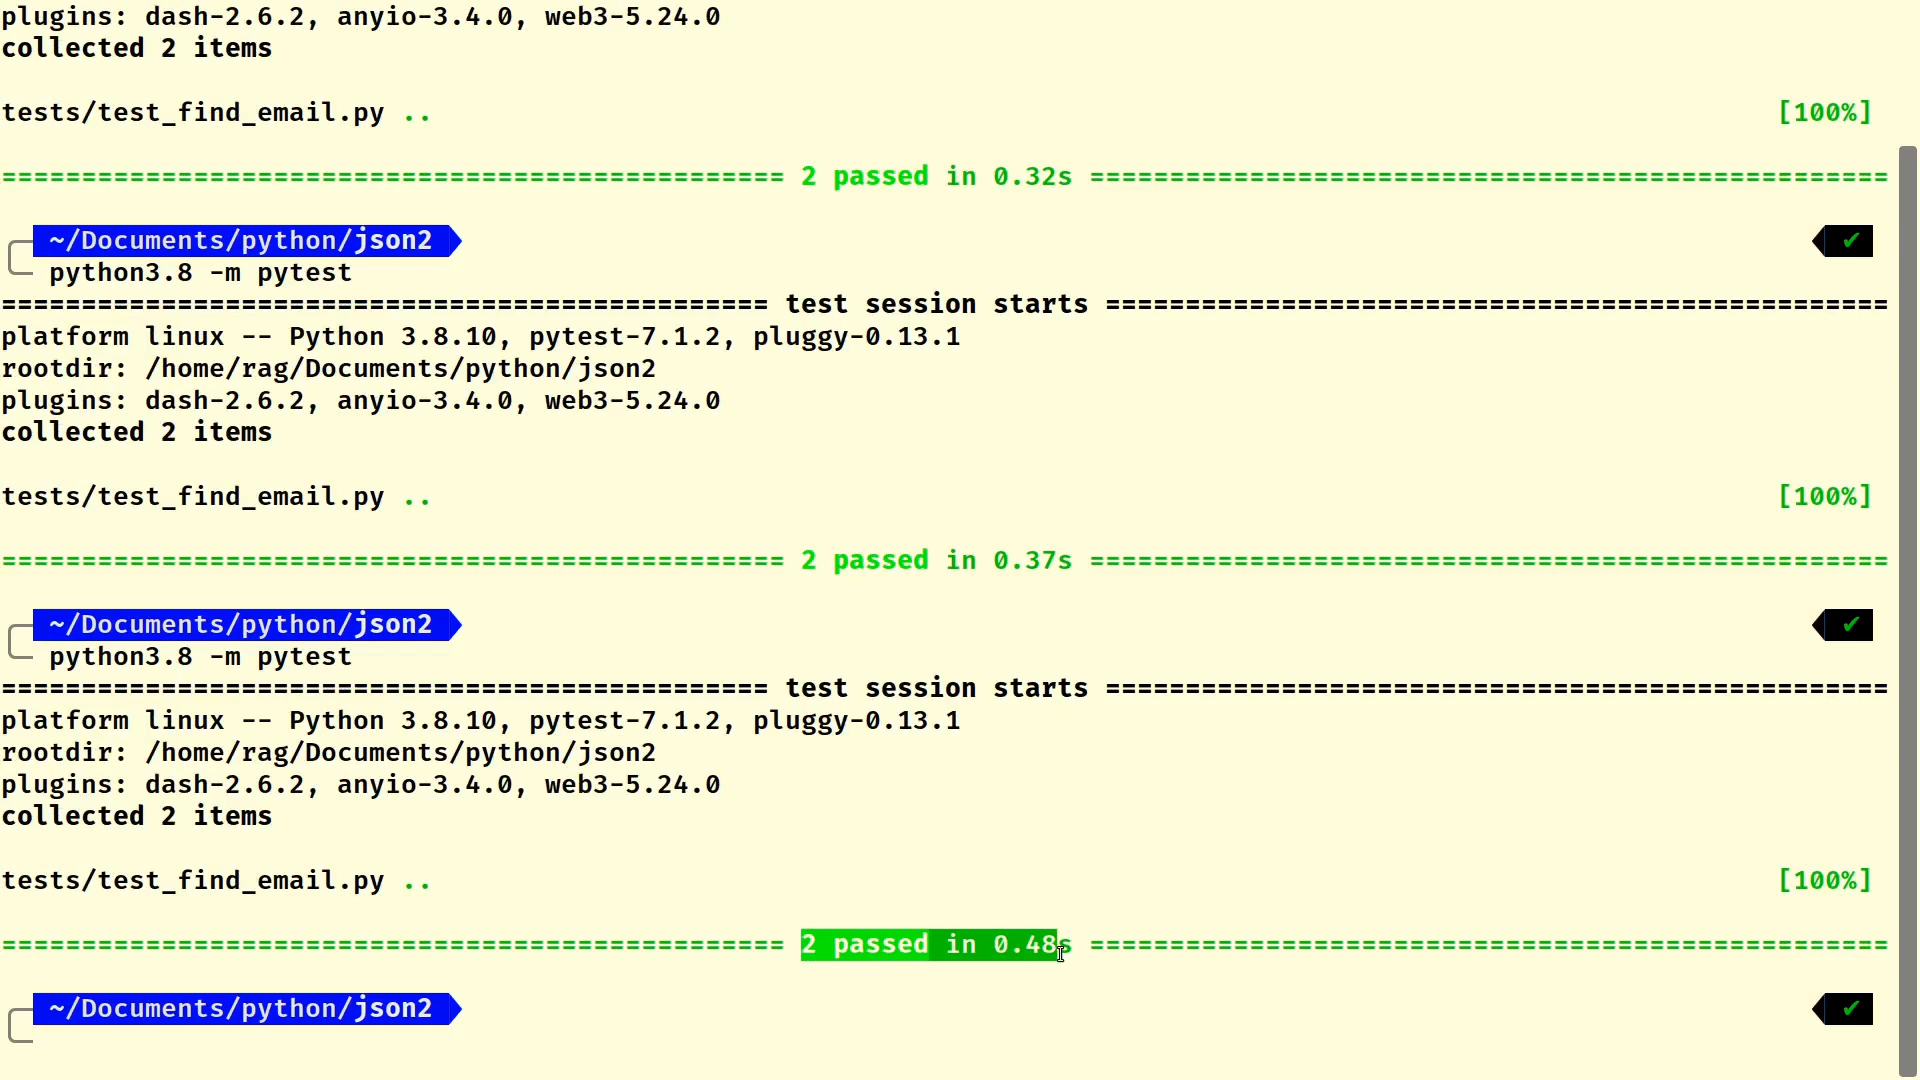 plugins: dash-2.6.2, anyio-3.4.0, web3-5.24.0
collected 2 items
tests/test_find_email.py .. [100%]
================================================= 2 passed in 0.32s ==================================================
~/Documents/python/json2 ✔
python3.8 -m pytest
================================================ test session starts =================================================
platform linux -- Python 3.8.10, pytest-7.1.2, pluggy-0.13.1
rootdir: /home/rag/Documents/python/json2
plugins: dash-2.6.2, anyio-3.4.0, web3-5.24.0
collected 2 items
tests/test_find_email.py .. [100%]
================================================= 2 passed in 0.37s ==================================================
~/Documents/python/json2 ✔
python3.8 -m pytest
================================================ test session starts =================================================
platform linux -- Python 3.8.10, pytest-7.1.2, pluggy-0.13.1
rootdir: /home/rag/Documents/python/json2
plugins: dash-2.6.2, anyio-3.4.0, web3-5.24.0
collected 2 items
tests/test_find_email.py .. [100%]
================================================= 2 passed in 0.48s ==================================================
~/Documents/python/json2 ✔